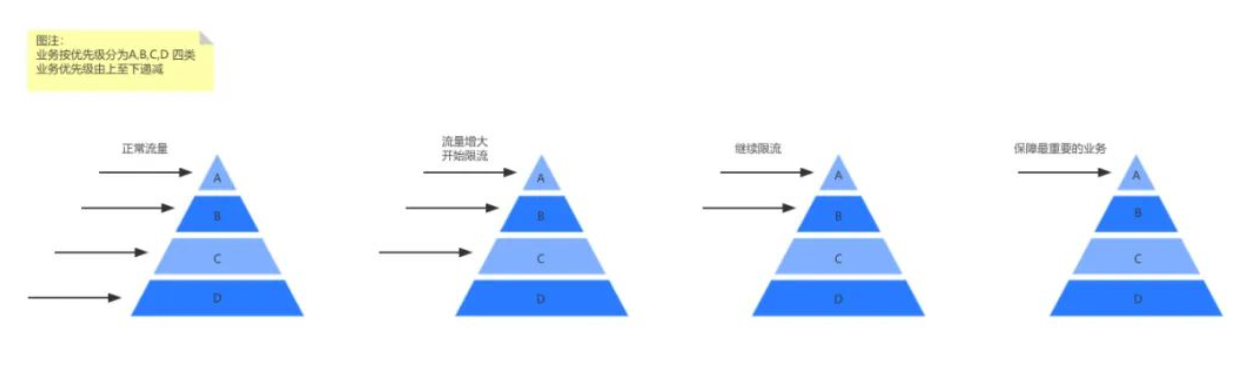 图注：
业务按优先级分为A,B,C,D 四类
业务优先级由上至下递减
正常流量
A
B
C
D
流量增大
开始限流
A
B
C
D
继续限流
A
B
C
D
保障最重要的业务
A
B
C
D